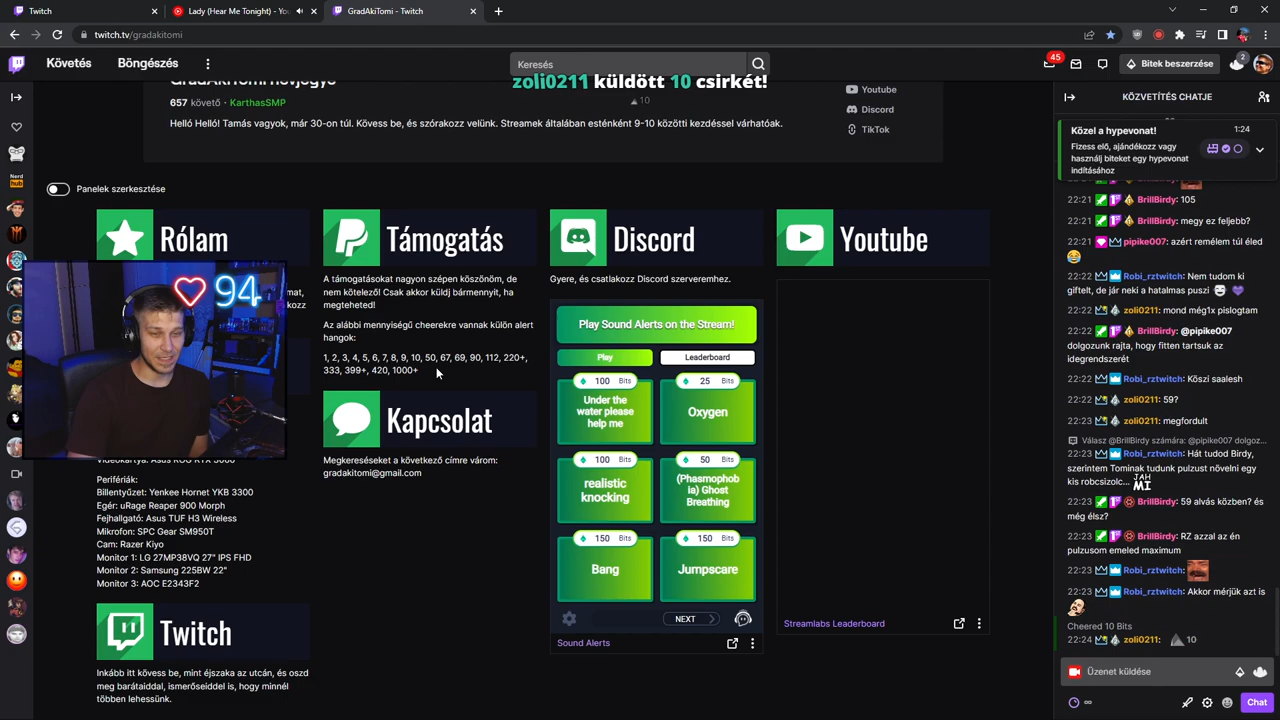 Twitch
Lady (Hear Me Tonight) - Yo
GradAkiTomi - Twitch
twitch.tv/gradakitomi
Követés
Böngészés
Keresés
45
Bitek beszerzése
2
zoli0211 küldött 10 csirkét!
10
GradAkiTomi névjegye
657 követő · KarthasSMP
Helló Helló! Tamás vagyok, már 30-on túl. Kövess be, és szórakozz velünk. Streamek általában esténként 9-10 közötti kezdéssel várhatóak.
Youtube
Discord
TikTok
Panelek szerkesztése
Rólam
mat,
kozz
94
Perifériák:
Billentyűzet: Yenkee Hornet YKB 3300
Egér: uRage Reaper 900 Morph
Fejhallgató: Asus TUF H3 Wireless
Mikrofon: SPC Gear SM950T
Cam: Razer Kiyo
Monitor 1: LG 27MP38VQ 27" IPS FHD
Monitor 2: Samsung 225BW 22"
Monitor 3: AOC E2343F2
Twitch
Inkább itt kövess be, mint éjszaka az utcán, és oszd
meg barátaiddal, ismerőseiddel is, hogy minnél
többen lehessünk.
Támogatás
A támogatásokat nagyon szépen köszönöm, de
nem kötelező! Csak akkor küldj bármennyit, ha
megteheted!
Az alábbi mennyiségű cheerekre vannak külön alert
hangok:
1, 2, 3, 4, 5, 6, 7, 8, 9, 10, 50, 67, 69, 90, 112, 220+,
333, 399+, 420, 1000+
Kapcsolat
Megkereséseket a következő címre várom:
gradakitomi@gmail.com
Discord
Gyere, és csatlakozz Discord szerveremhez.
Play Sound Alerts on the Stream!
Play
Leaderboard
100 Bits
Under the
water please
help me
25 Bits
Oxygen
100 Bits
realistic
knocking
50 Bits
(Phasmophob
ia) Ghost
Breathing
150 Bits
Bang
150 Bits
Jumpscare
NEXT
Sound Alerts
Youtube
Streamlabs Leaderboard
KÖZVETÍTÉS CHATJE
Közel a hypevonat!
1:24
Fizess elő, ajándékozz vagy
használj biteket egy hypevonat
indításához
22:21 BrillBirdy: 105
22:21 BrillBirdy: megy ez feljebb?
22:21 pipike007: azért remélem túl éled
22:22 Robi_rztwitch: Nem tudom ki
giftelt, de jár neki a hatalmas puszi
22:22 zoli0211: mond még1x pislogtam
22:22 BrillBirdy: @pipike007
dolgozunk rajta, hogy fitten tartsuk az
idegrendszerét
22:22 Robi_rztwitch: Köszi saalesh
22:22 zoli0211: 59?
22:22 zoli0211: megfordult
Válasz @BrillBirdy számára: @pipike007 dolgoz...
22:23 Robi_rztwitch: Hát tudod Birdy,
szerintem Tominak tudunk pulzust növelni egy
kis robcsizolc...
JAH
MI
22:23 BrillBirdy: 59 alvás közben? és
még élsz?
22:23 BrillBirdy: RZ azzal az én
pulzusom emeled maximum
22:23 Robi_rztwitch:
22:23 Robi_rztwitch: Akkor mérjük azt is
Cheered 10 Bits
22:24 zoli0211: 10
Üzenet küldése
Chat